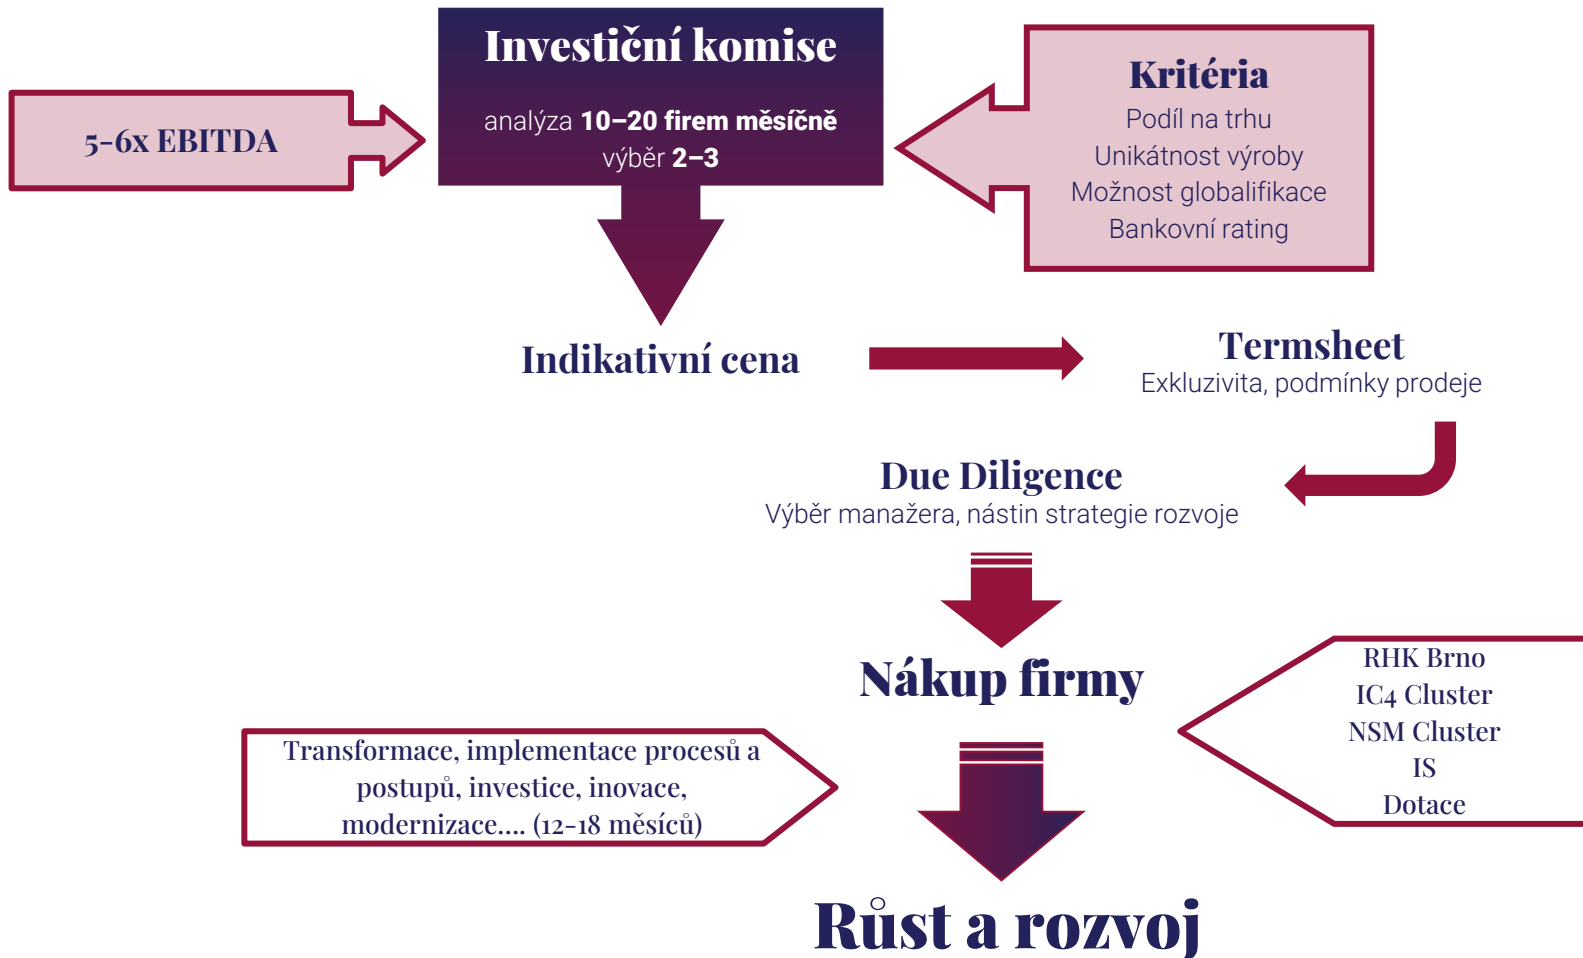 Investiční komise
analýza 10–20 firem měsíčně
výběr 2–3
5-6x EBITDA
Kritéria
Podíl na trhu
Unikátnost výroby
Možnost globalifikace
Bankovní rating
Indikativní cena
Termsheet
Exkluzivita, podmínky prodeje
Due Diligence
Výběr manažera, nástin strategie rozvoje
Nákup firmy
RHK Brno
IC4 Cluster
NSM Cluster
IS
Dotace
Transformace, implementace procesů a
postupů, investice, inovace,
modernizace.... (12-18 měsíců)
Růst a rozvoj